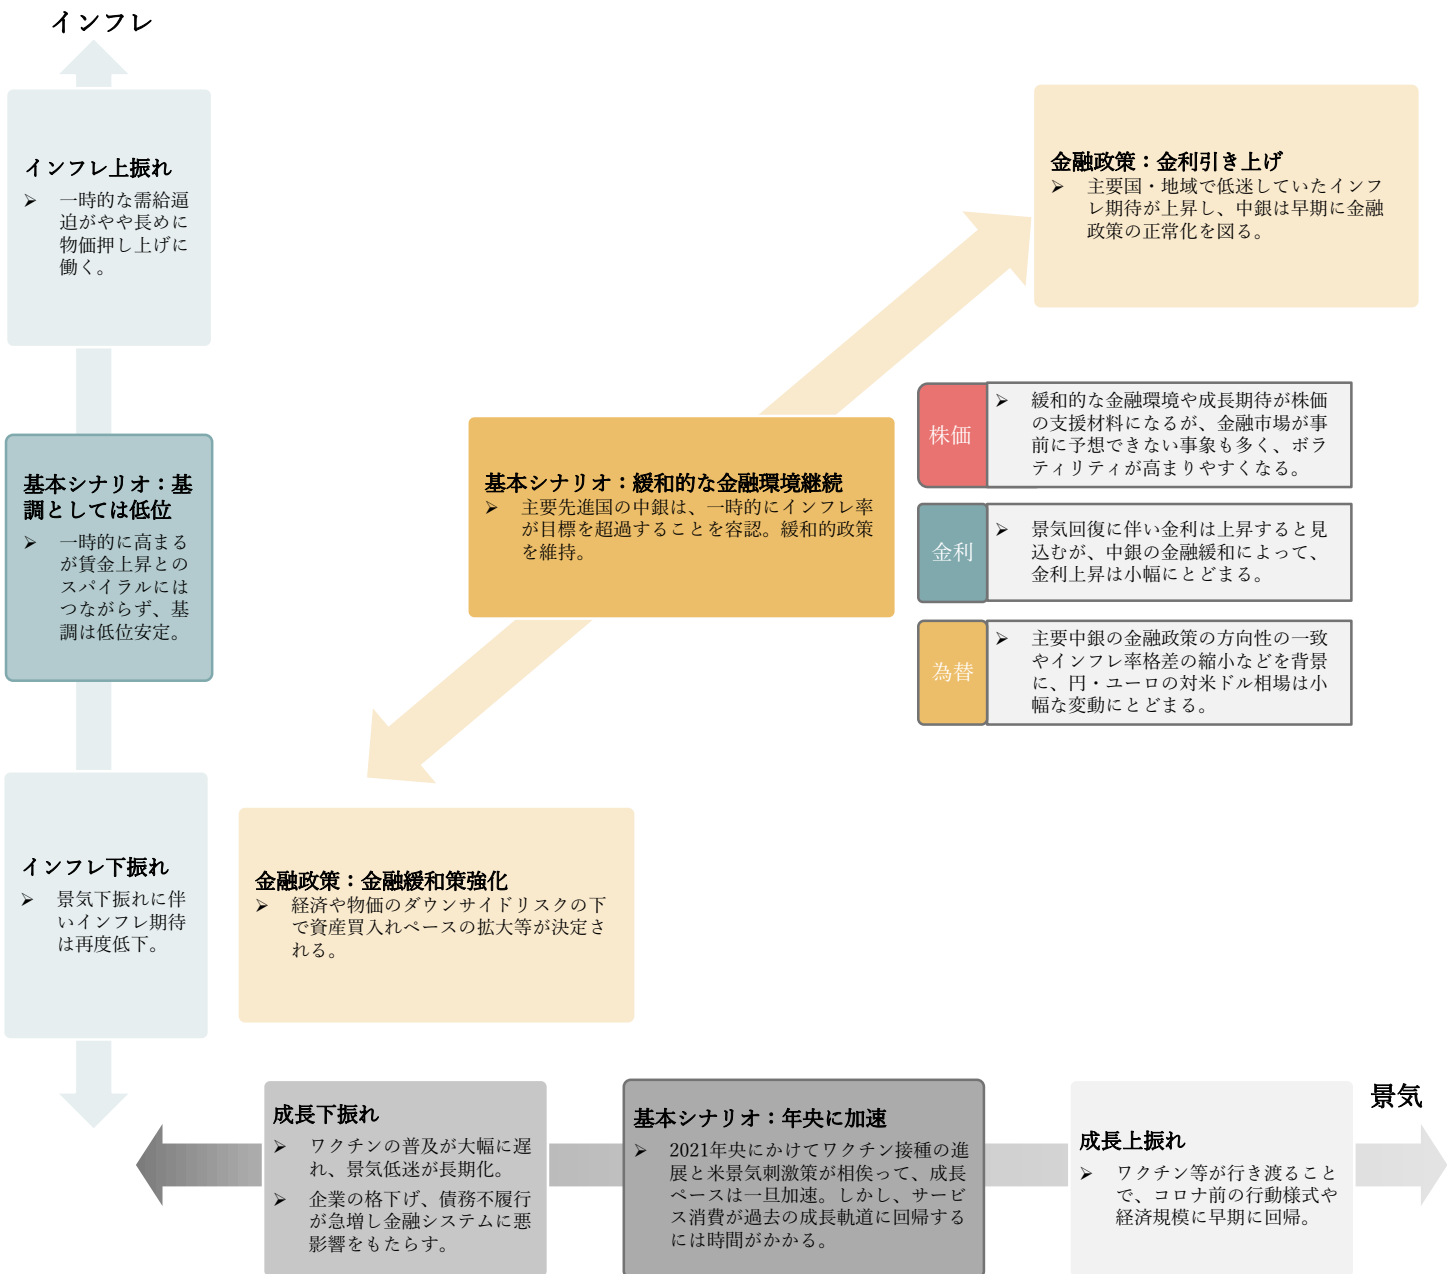 インフレ
インフレ上振れ
➢ 一時的な需給逼
迫がやや長めに
物価押し上げに
働く。
基本シナリオ：基
調としては低位
➢ 一時的に高まる
が賃金上昇との
スパイラルには
つながらず、基
調は低位安定。
インフレ下振れ
➢ 景気下振れに伴
いインフレ期待
は再度低下。
金融政策：金利引き上げ
➢ 主要国・地域で低迷していたインフ
レ期待が上昇し、中銀は早期に金融
政策の正常化を図る。
基本シナリオ：緩和的な金融環境継続
➢ 主要先進国の中銀は、一時的にインフレ率
が目標を超過することを容認。緩和的政策
を維持。
株価
➢ 緩和的な金融環境や成長期待が株価
の支援材料になるが、金融市場が事
前に予想できない事象も多く、ボラ
ティリティが高まりやすくなる。
金利
➢ 景気回復に伴い金利は上昇すると見
込むが、中銀の金融緩和によって、
金利上昇は小幅にとどまる。
為替
➢ 主要中銀の金融政策の方向性の一致
やインフレ率格差の縮小などを背景
に、円・ユーロの対米ドル相場は小
幅な変動にとどまる。
金融政策：金融緩和策強化
➢ 経済や物価のダウンサイドリスクの下
で資産買入れペースの拡大等が決定さ
れる。
成長下振れ
➢ ワクチンの普及が大幅に遅
れ、景気低迷が長期化。
➢ 企業の格下げ、債務不履行
が急増し金融システムに悪
影響をもたらす。
基本シナリオ：年央に加速
➢ 2021年央にかけてワクチン接種の進
展と米景気刺激策が相俟って、成長
ペースは一旦加速。しかし、サービ
ス消費が過去の成長軌道に回帰する
には時間がかかる。
景気
成長上振れ
➢ ワクチン等が行き渡ること
で、コロナ前の行動様式や
経済規模に早期に回帰。